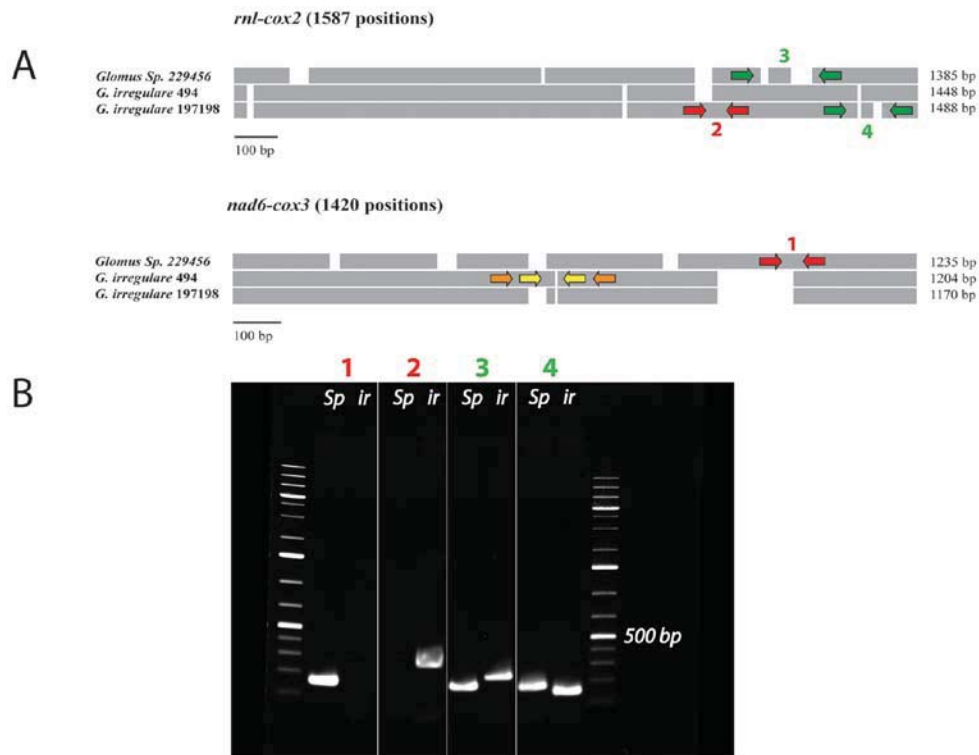 A
rnl-cox2 (1587 positions)
3
Glomus Sp. 229456 1385 bp
G. irregulare 494 1448 bp
G. irregulare 197198 1488 bp
2 4
100 bp
nad6-cox3 (1420 positions)
1
Glomus Sp. 229456 1235 bp
G. irregulare 494 1204 bp
G. irregulare 197198 1170 bp
100 bp
B
1 2 3 4
Sp ir Sp ir Sp ir Sp ir
500 bp